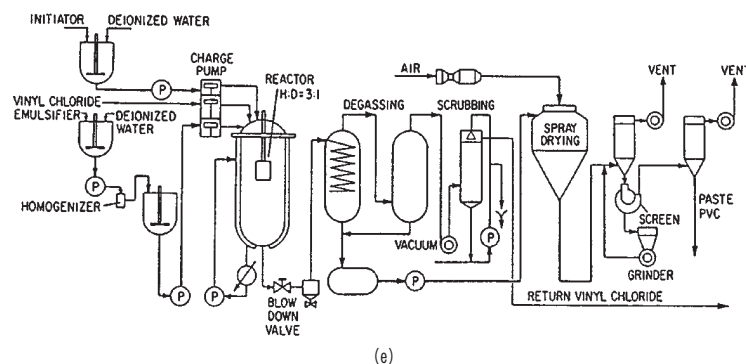 INITIATOR
DEIONIZED WATER
CHARGE
PUMP
P
REACTOR
H:D=3:1
VINYL CHLORIDE
EMULSIFIER
DEIONIZED
WATER
P
HOMOGENIZER
P
P
BLOW
DOWN
VALVE
DEGASSING
SCRUBBING
VACUUM
P
P
AIR
SPRAY
DRYING
VENT
VENT
SCREEN
GRINDER
PASTE
PVC
RETURN VINYL CHLORIDE
(e)